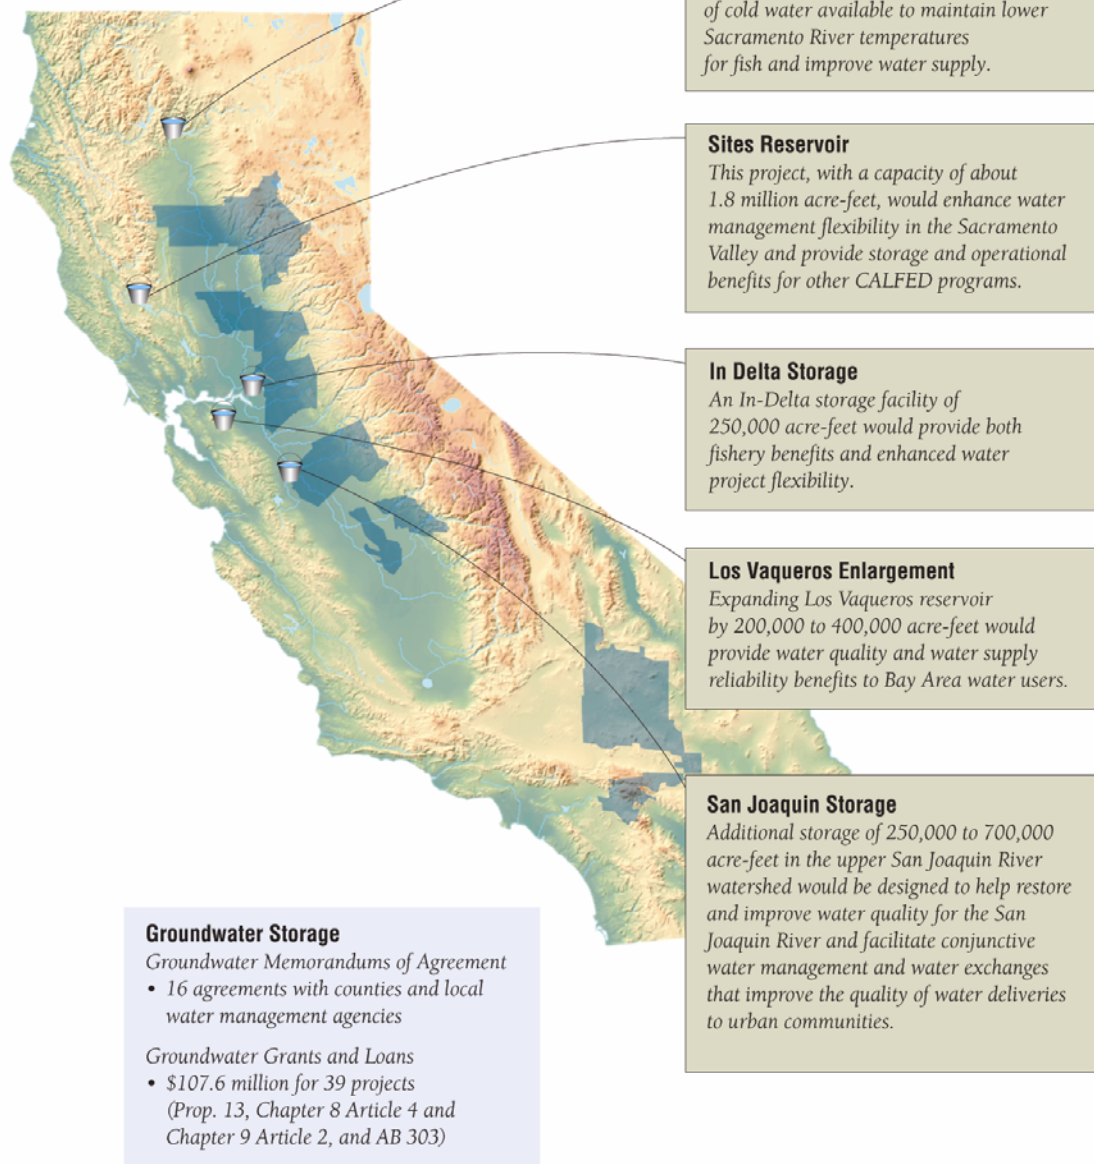 of cold water available to maintain lower
Sacramento River temperatures
for fish and improve water supply.
Sites Reservoir
This project, with a capacity of about
1.8 million acre-feet, would enhance water
management flexibility in the Sacramento
Valley and provide storage and operational
benefits for other CALFED programs.
In Delta Storage
An In-Delta storage facility of
250,000 acre-feet would provide both
fishery benefits and enhanced water
project flexibility.
Los Vaqueros Enlargement
Expanding Los Vaqueros reservoir
by 200,000 to 400,000 acre-feet would
provide water quality and water supply
reliability benefits to Bay Area water users.
San Joaquin Storage
Additional storage of 250,000 to 700,000
acre-feet in the upper San Joaquin River
watershed would be designed to help restore
and improve water quality for the San
Joaquin River and facilitate conjunctive
water management and water exchanges
that improve the quality of water deliveries
to urban communities.
Groundwater Storage
Groundwater Memorandums of Agreement
• 16 agreements with counties and local
water management agencies
Groundwater Grants and Loans
• $107.6 million for 39 projects
(Prop. 13, Chapter 8 Article 4 and
Chapter 9 Article 2, and AB 303)